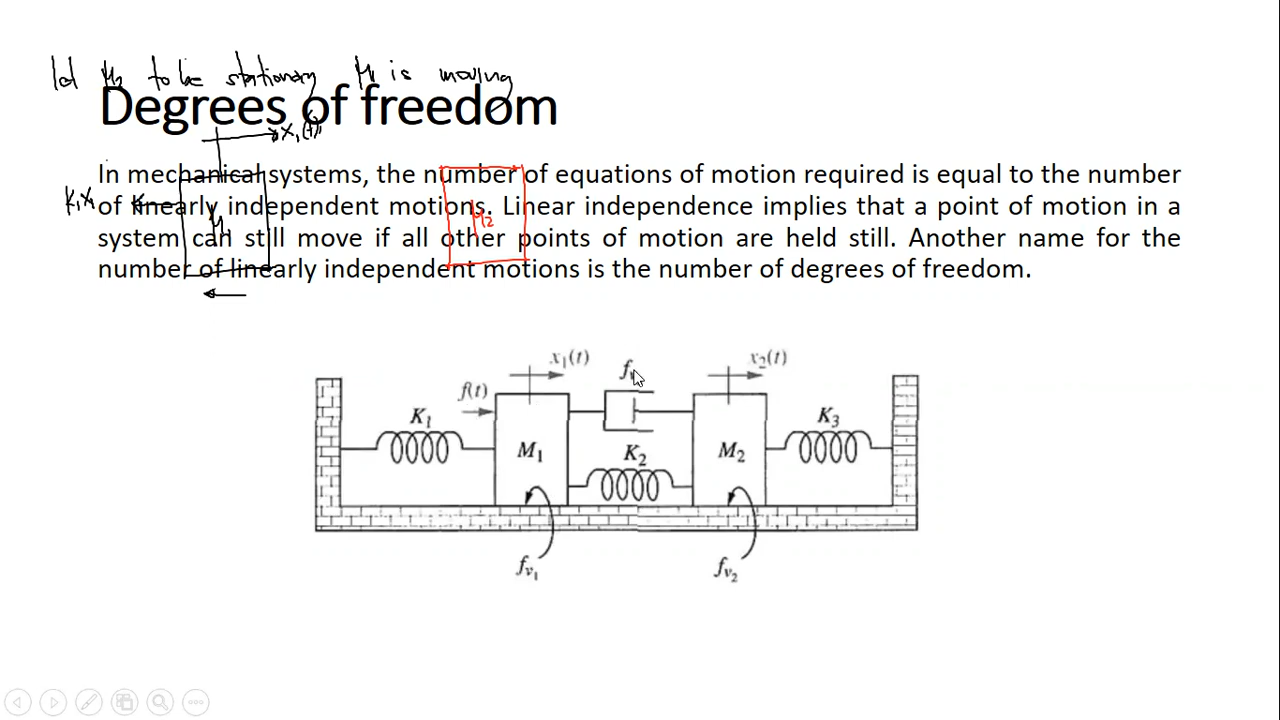 let M2 to be stationary M1 is moving
Degrees of freedom
x1(t)
In mechanical systems, the number of equations of motion required is equal to the number
K1x1
of linearly independent motions. Linear independence implies that a point of motion in a
M1
M2
system can still move if all other points of motion are held still. Another name for the
number of linearly independent motions is the number of degrees of freedom.
x1(t) x2(t)
f(t)
K1 K3
M1 K2 M2
fv1 fv2